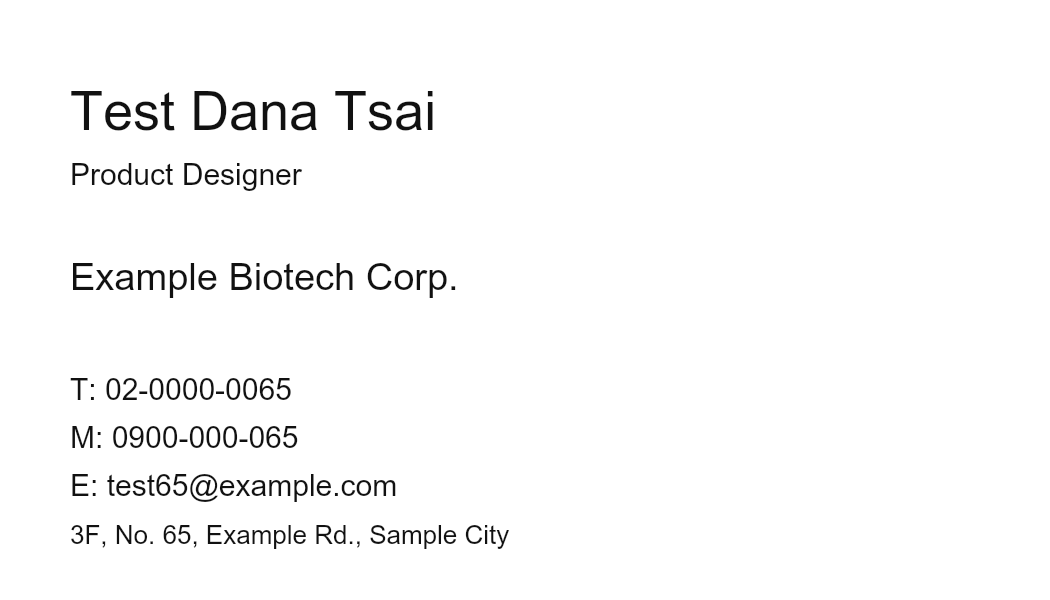 Test Dana Tsai
Product Designer
Example Biotech Corp.
T: 02-0000-0065
M: 0900-000-065
E: test65@example.com
3F, No. 65, Example Rd., Sample City